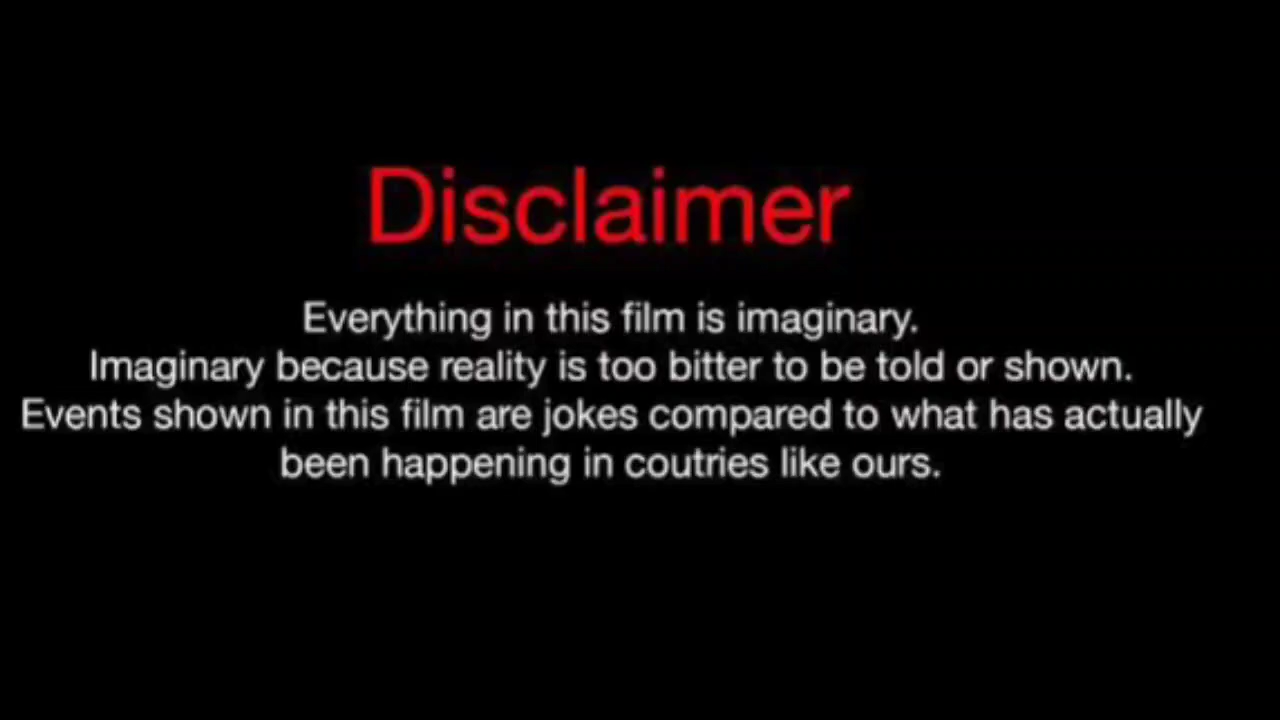 Disclaimer
Everything in this film is imaginary.
Imaginary because reality is too bitter to be told or shown.
Events shown in this film are jokes compared to what has actually
been happening in coutries like ours.